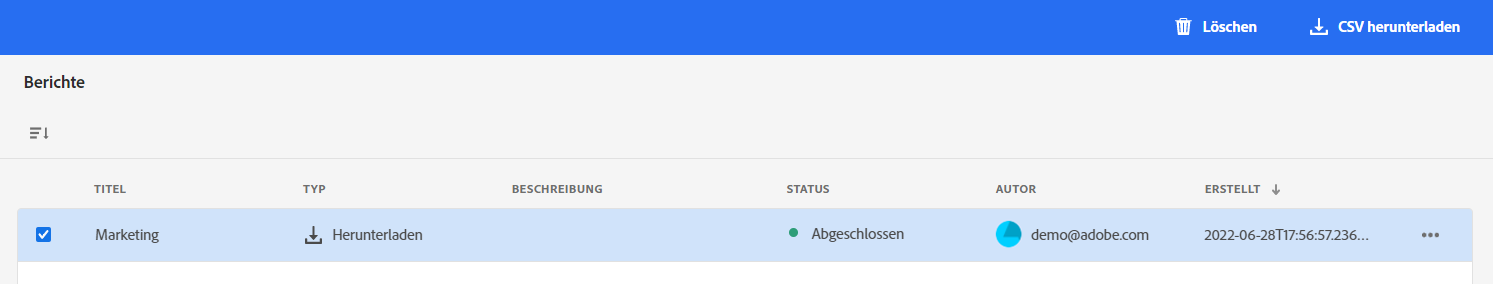 Löschen CSV herunterladen
Berichte
TITEL TYP BESCHREIBUNG STATUS AUTOR ERSTELLT
Marketing Herunterladen Abgeschlossen demo@adobe.com 2022-06-28T17:56:57.236...